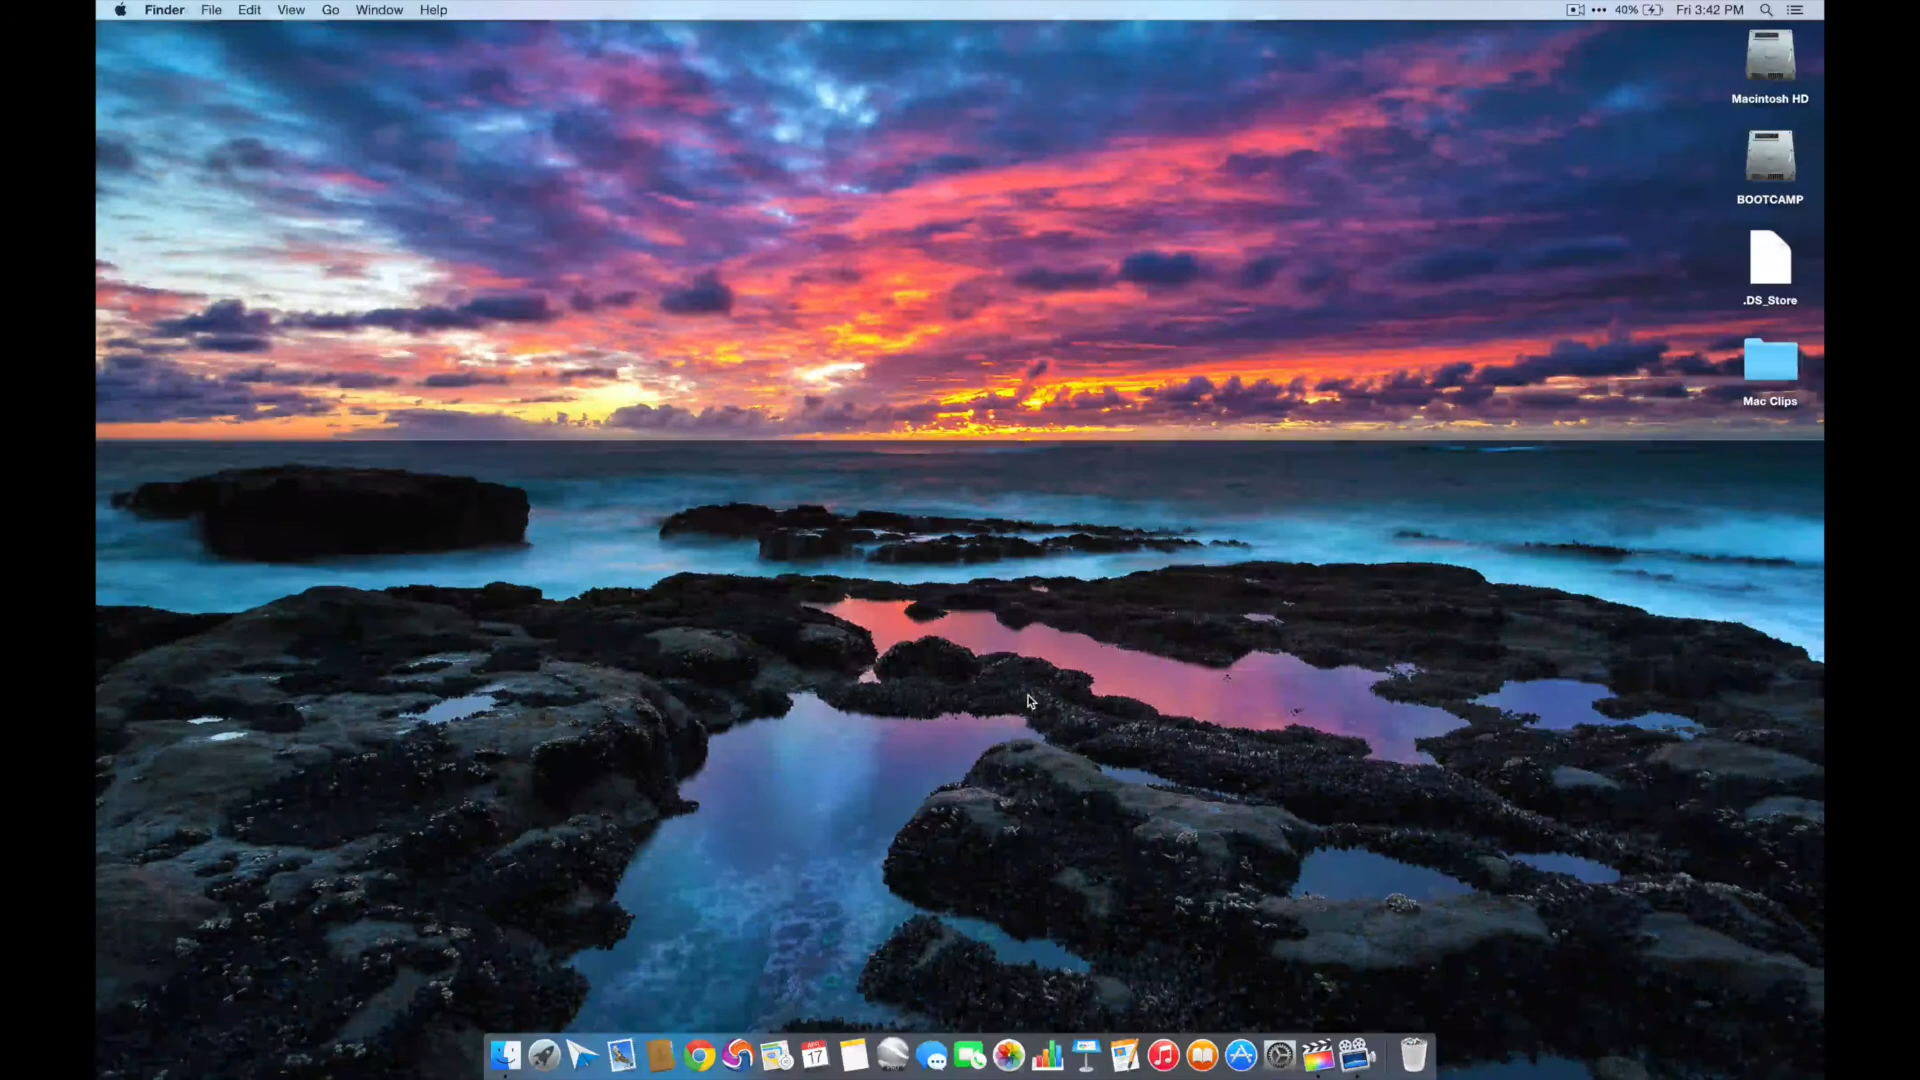 Finder File Edit View Go Window Help
40% Fri 3:42 PM
Macintosh HD
BOOTCAMP
.DS_Store
Mac Clips
17